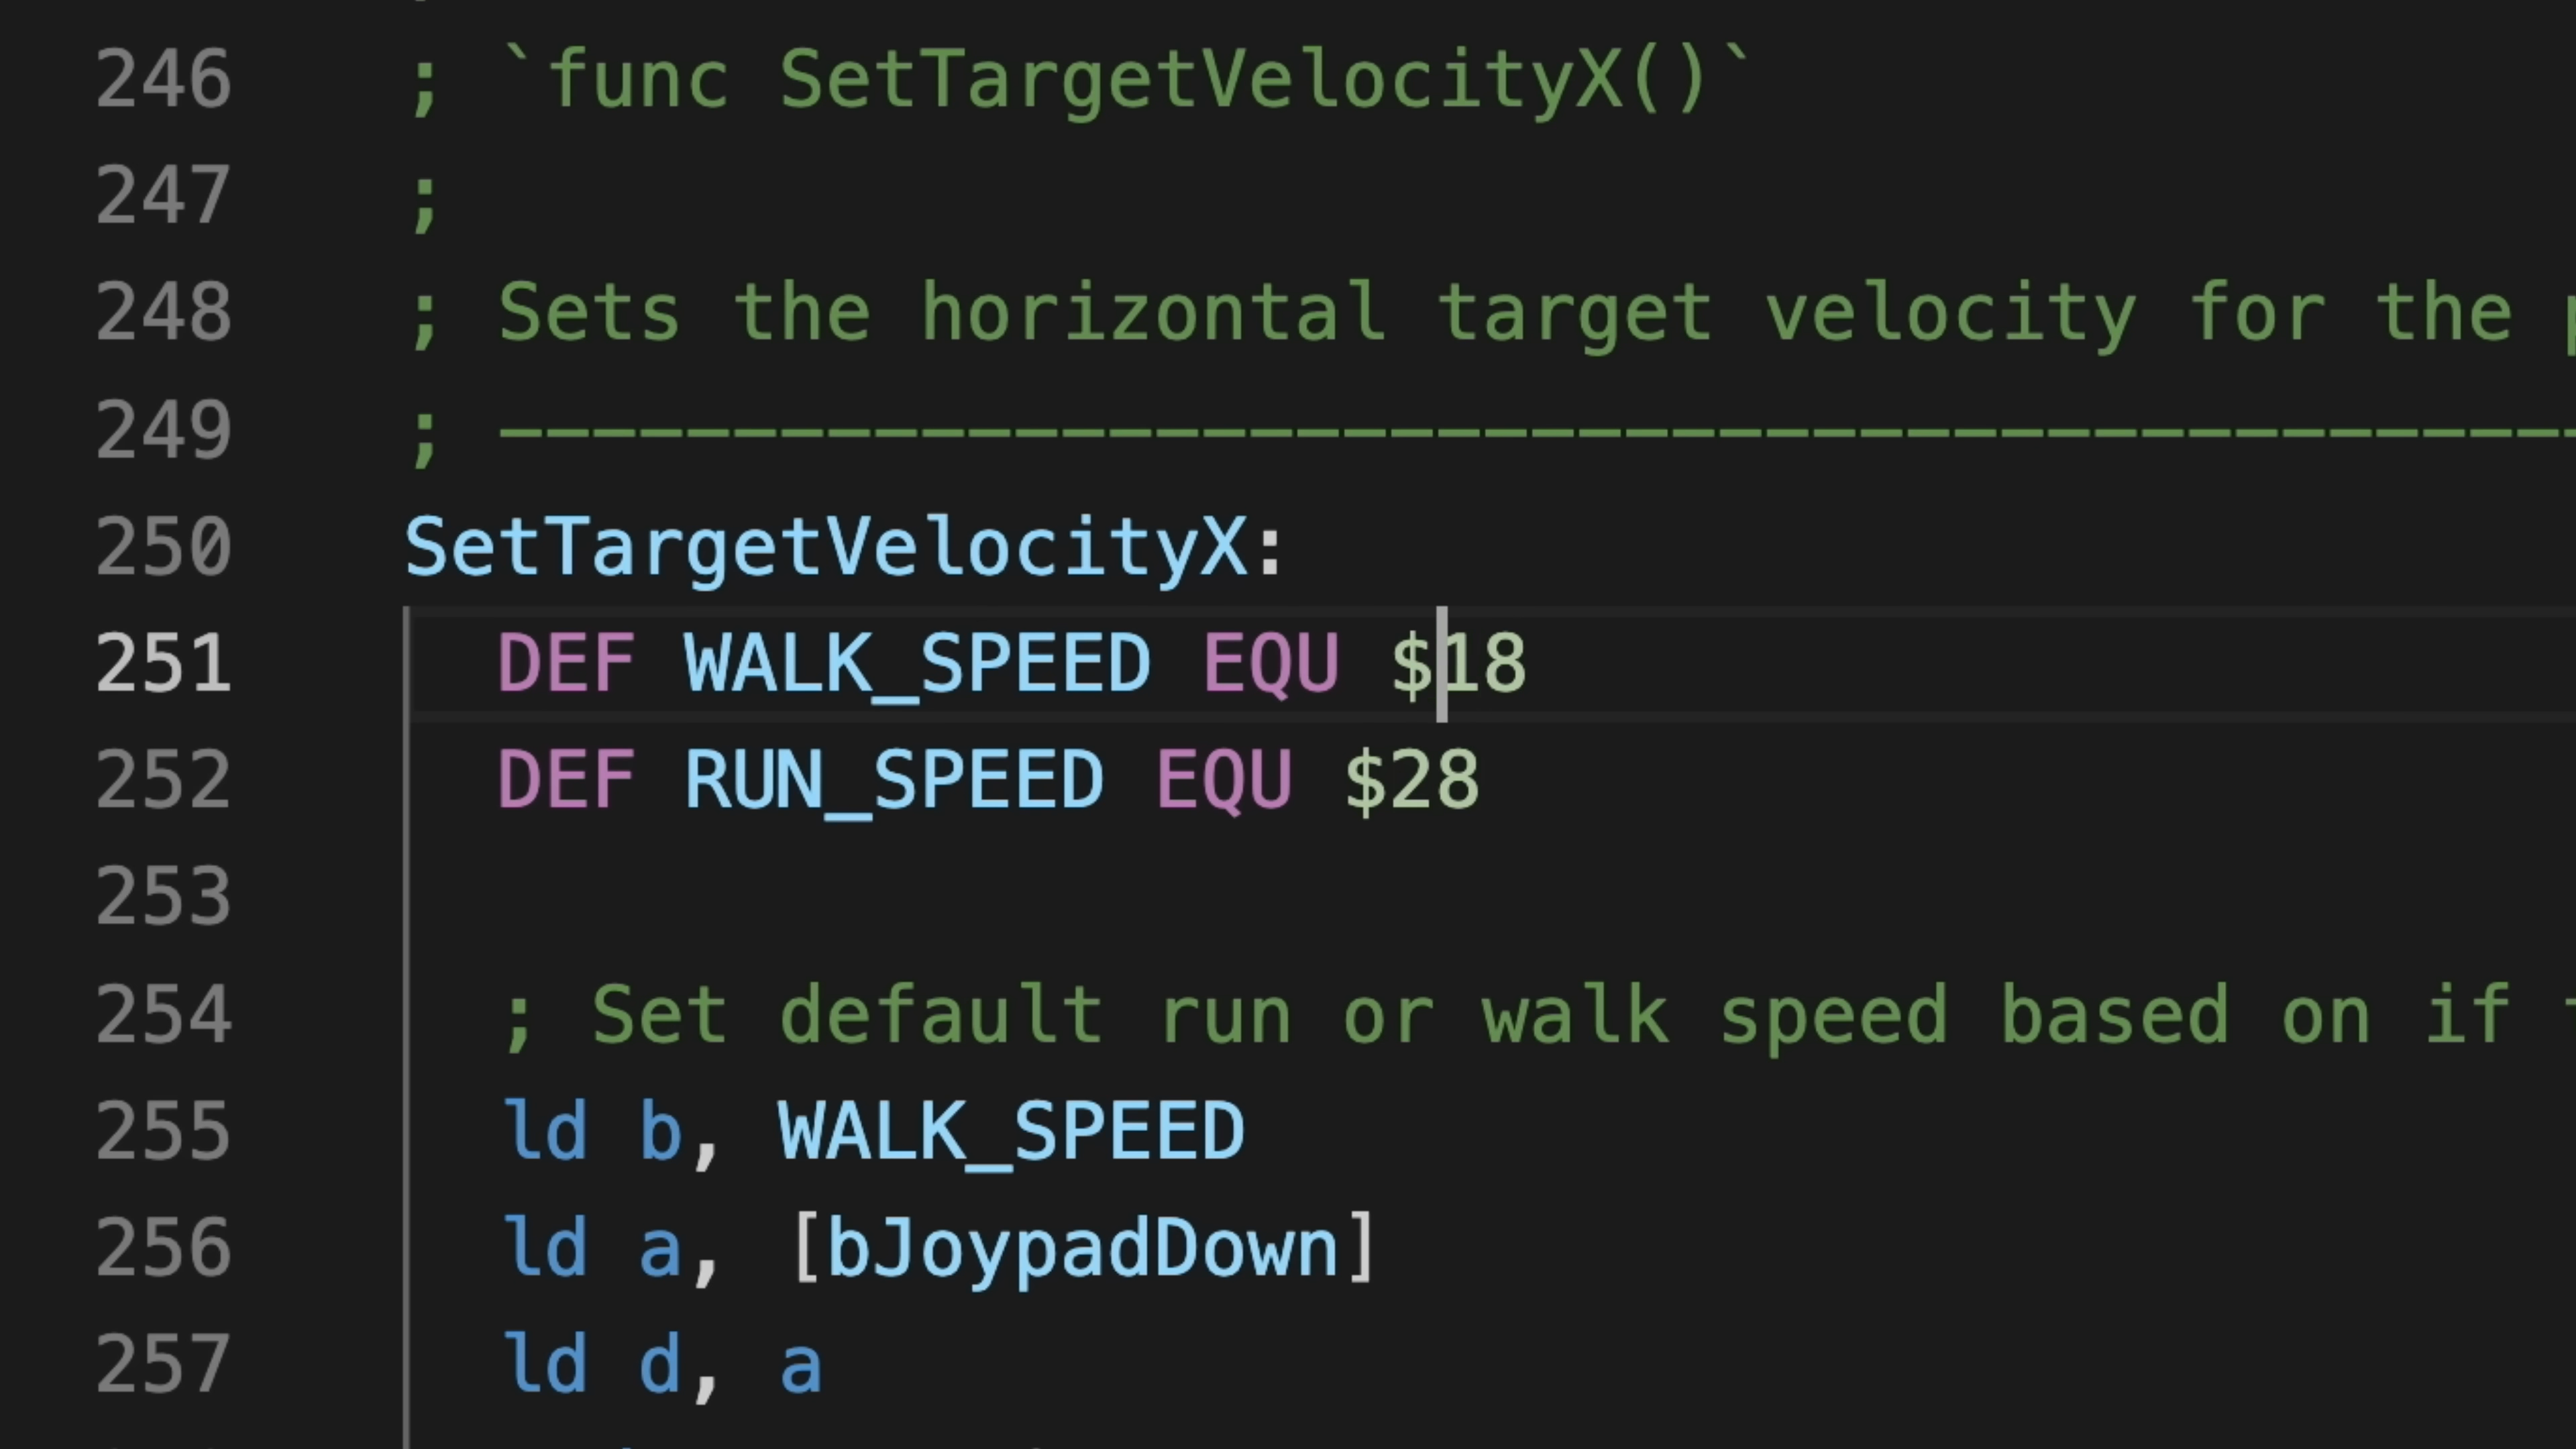 246 ; `func SetTargetVelocityX()`
247 ;
248 ; Sets the horizontal target velocity for the
249 ; --------------------------------------------
250 SetTargetVelocityX:
251 DEF WALK_SPEED EQU $18
252 DEF RUN_SPEED EQU $28
253
254 ; Set default run or walk speed based on if
255 ld b, WALK_SPEED
256 ld a, [bJoypadDown]
257 ld d, a